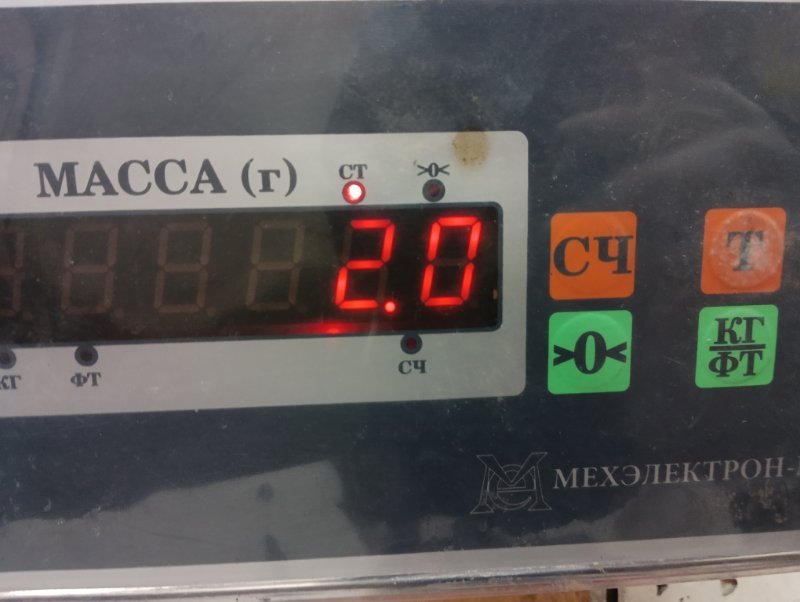 МАССА (г)
СТ
>0<
2.0
СЧ
Т
>0<
КГ
ФТ
КГ
ФТ
СЧ
МЕХЭЛЕКТРОН-